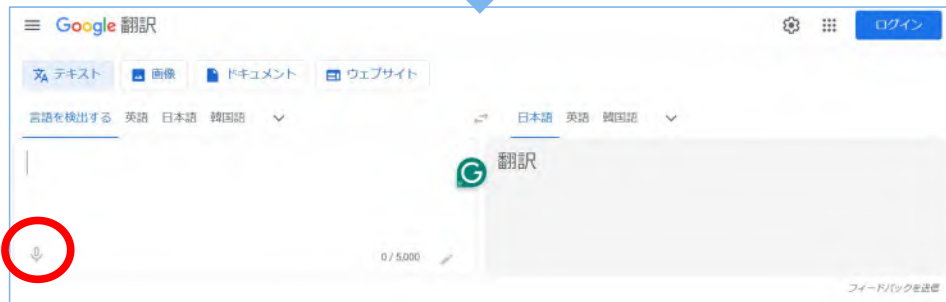 Google 翻訳 ログイン
テキスト 画像 ドキュメント ウェブサイト
言語を検出する 英語 日本語 韓国語 日本語 英語 韓国語
翻訳
0 / 5,000
フィードバックを送信